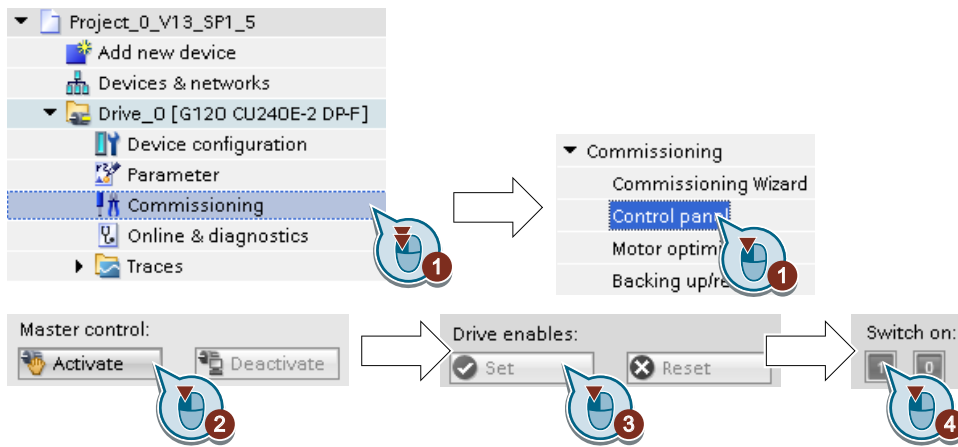 Project_0_V13_SP1_5
Add new device
Devices & networks
Drive_0 [G120 CU240E-2 DP-F]
Device configuration
Parameter
Commissioning
Online & diagnostics
Traces
1
Commissioning
Commissioning Wizard
Control panel
Motor optimi
Backing up/re
1
Master control:
Activate
Deactivate
2
Drive enables:
Set
Reset
3
Switch on:
1 0
4